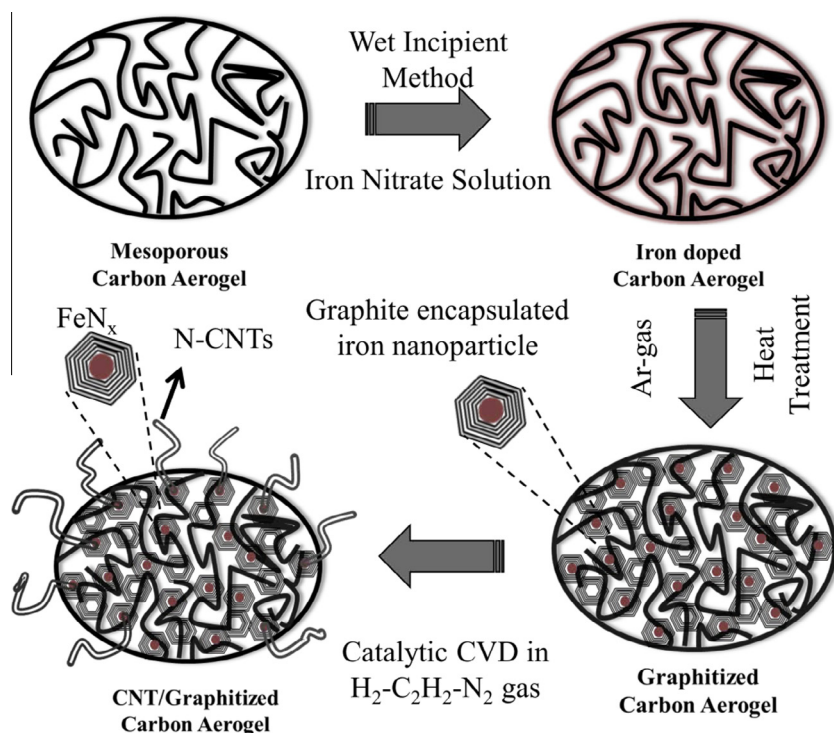 Wet Incipient
Method
Iron Nitrate Solution
Mesoporous
Carbon Aerogel
Iron doped
Carbon Aerogel
Ar-gas
Heat
Treatment
Graphite encapsulated
iron nanoparticle
FeNₓ
N-CNTs
Catalytic CVD in
H₂-C₂H₂-N₂ gas
Graphitized
Carbon Aerogel
CNT/Graphitized
Carbon Aerogel